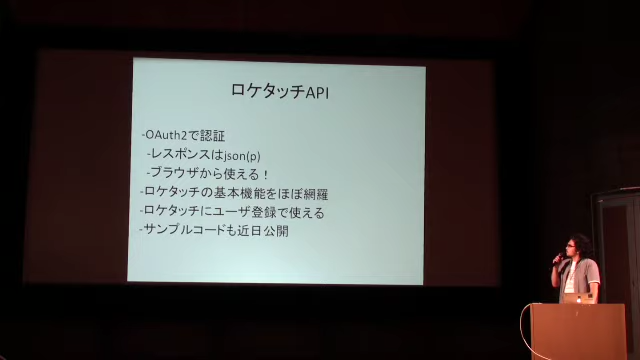 ロケタッチAPI
-OAuth2で認証
-レスポンスはjson(p)
-ブラウザから使える！
-ロケタッチの基本機能をほぼ網羅
-ロケタッチにユーザ登録で使える
-サンプルコードも近日公開